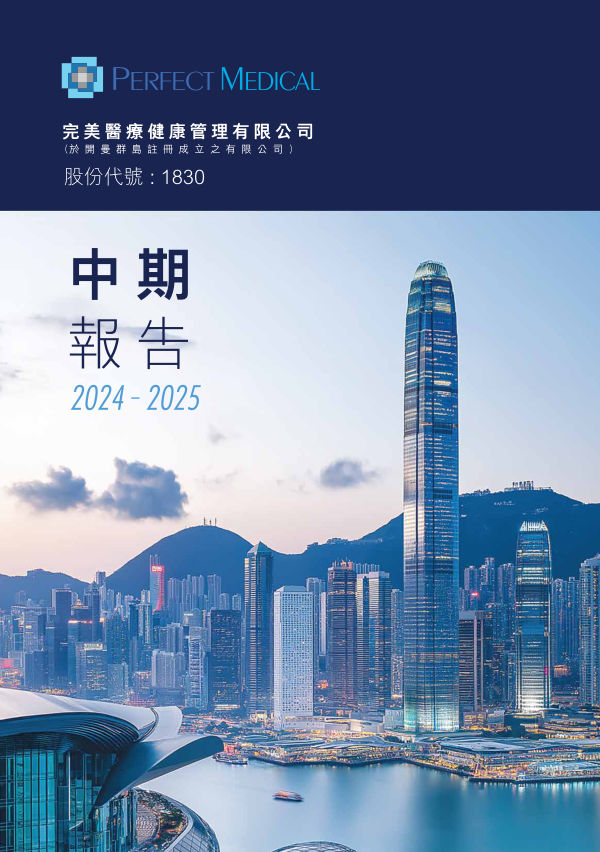 PERFECT MEDICAL
完美醫療健康管理有限公司
(於開曼群島註冊成立之有限公司)
股份代號：1830
中期
報告
2024 - 2025